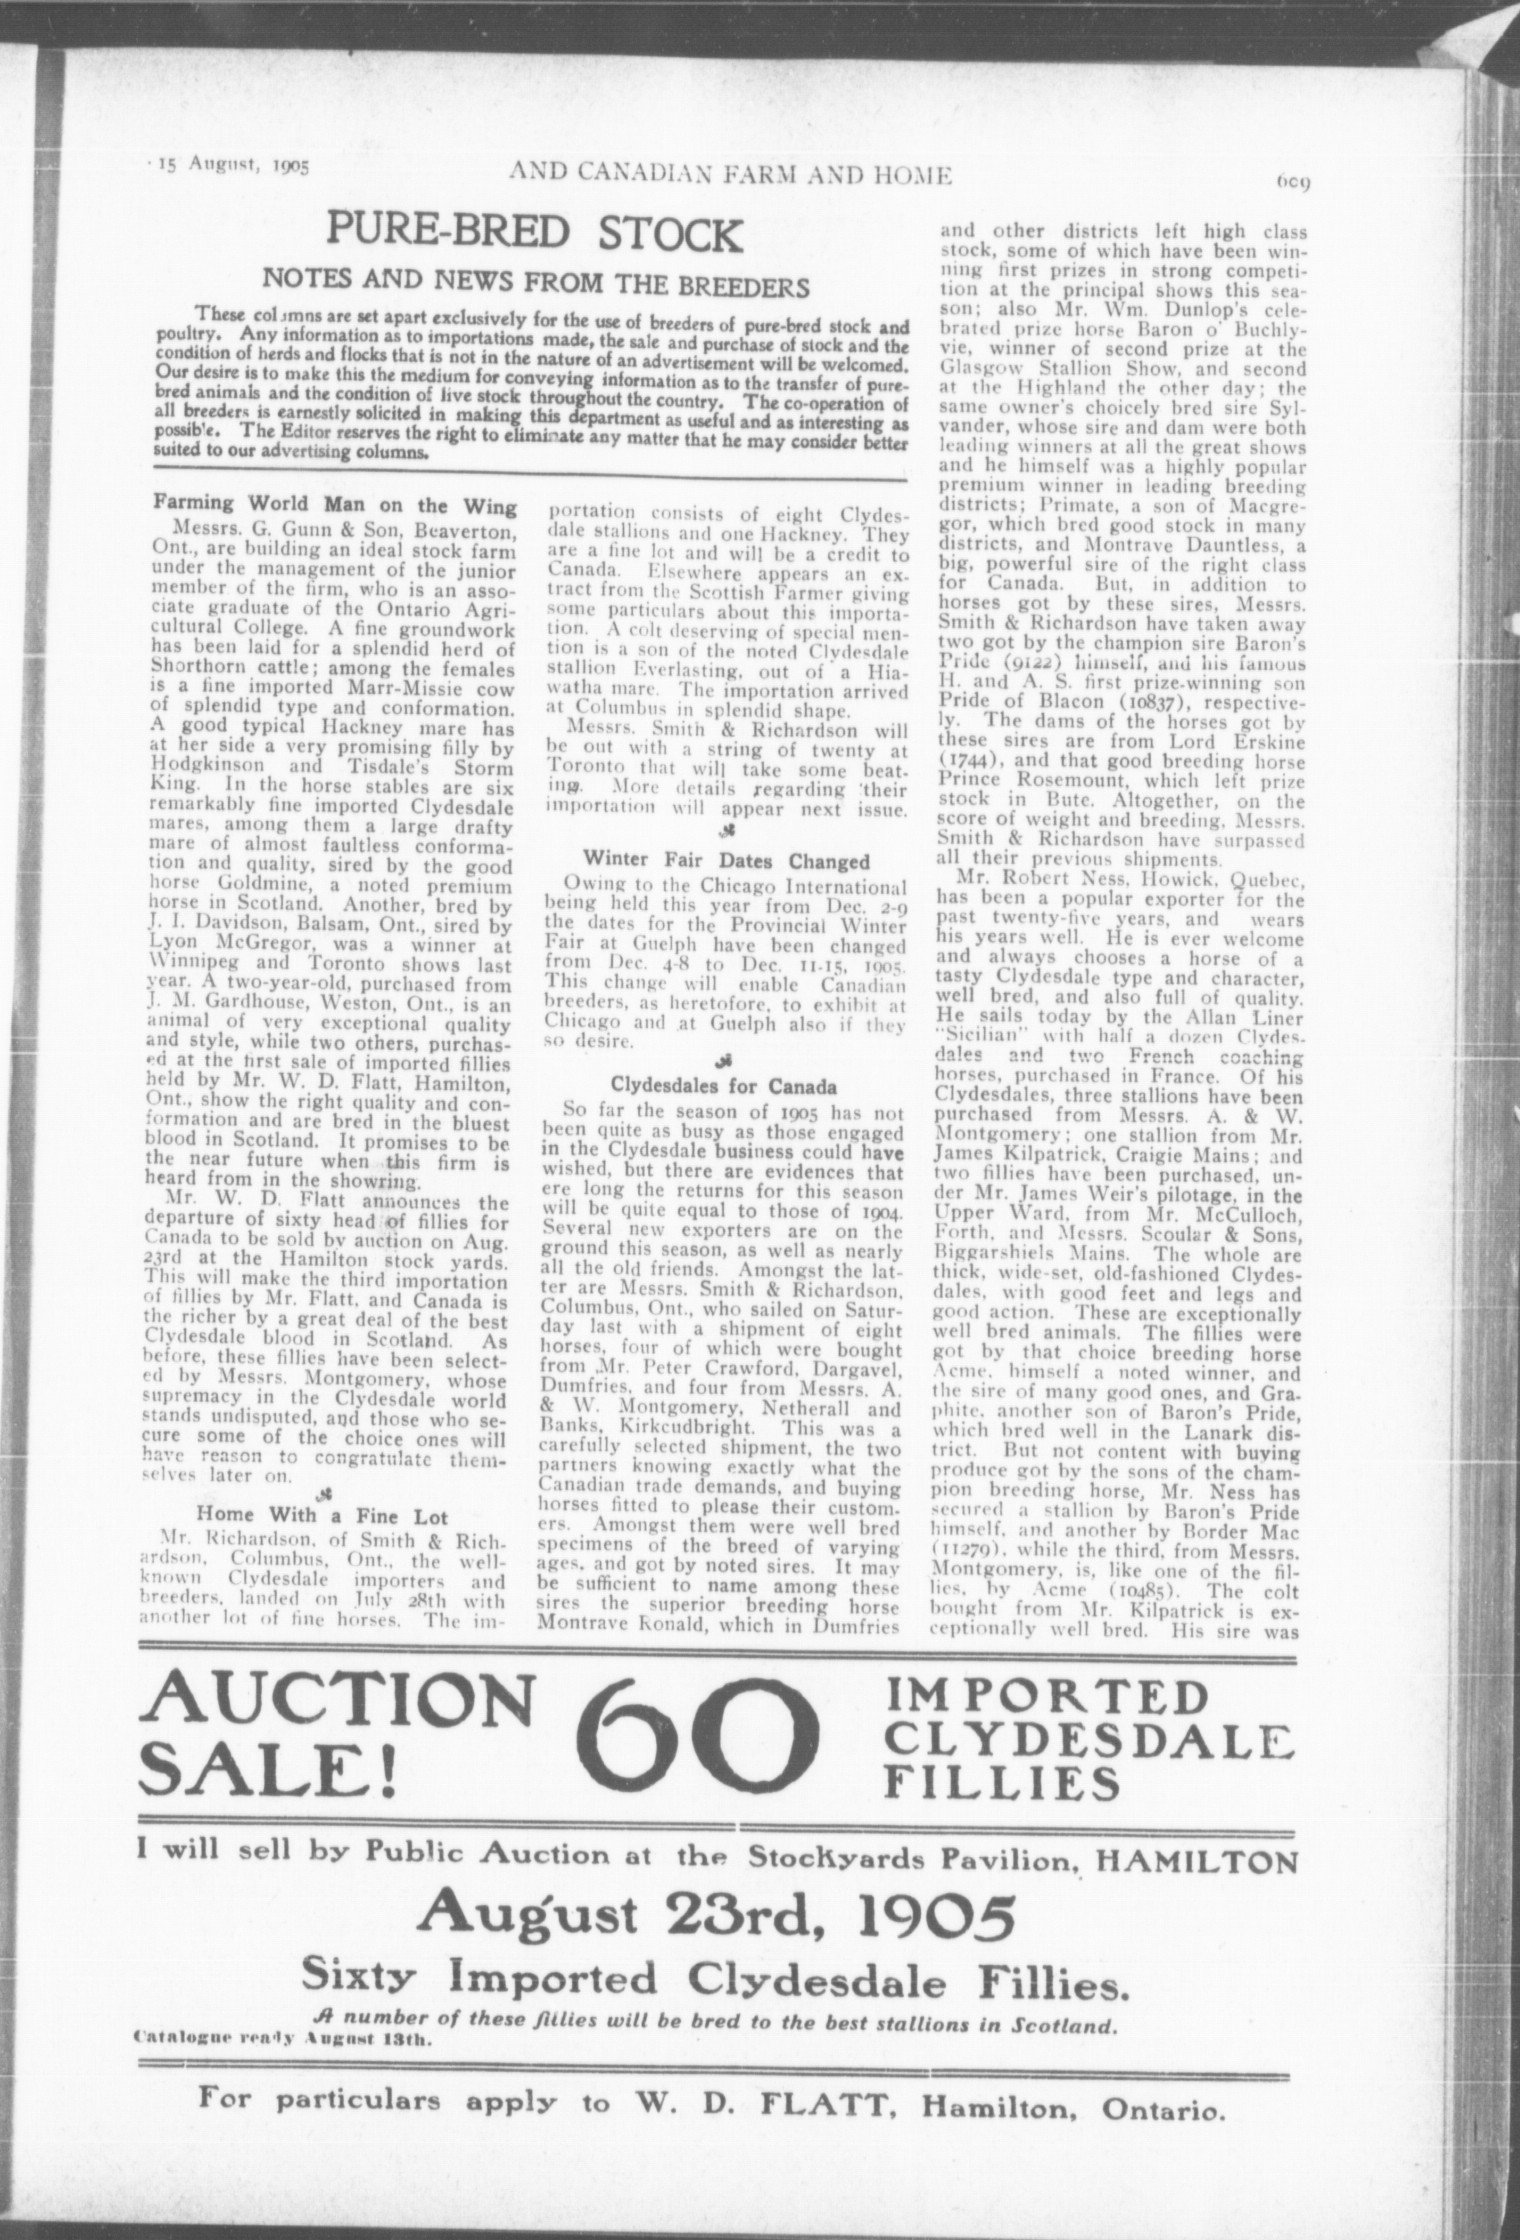 15 August, 1905
AND CANADIAN FARM AND HOME
609
PURE-BRED STOCK
NOTES AND NEWS FROM THE BREEDERS
These columns are set apart exclusively for the use of breeders of pure-bred stock and
poultry. Any information as to importations made, the sale and purchase of stock and the
condition of herds and flocks that is not in the nature of an advertisement will be welcomed.
Our desire is to make this the medium for conveying information as to the transfer of pure-
bred animals and the condition of live stock throughout the country. The co-operation of
all breeders is earnestly solicited in making this department as useful and as interesting as
possible. The Editor reserves the right to eliminate any matter that he may consider better
suited to our advertising columns.
Farming World Man on the Wing
Messrs. G. Gunn & Son, Beaverton,
Ont., are building an ideal stock farm
under the management of the junior
member of the firm, who is an asso-
ciate graduate of the Ontario Agri-
cultural College. A fine groundwork
has been laid for a splendid herd of
Shorthorn cattle; among the females
is a fine imported Marr-Missie cow
of splendid type and conformation.
A good typical Hackney mare has
at her side a very promising filly by
Hodgkinson and Tisdale's Storm
King. In the horse stables are six
remarkably fine imported Clydesdale
mares, among them a large drafty
mare of almost faultless conforma-
tion and quality, sired by the good
horse Goldmine, a noted premium
horse in Scotland. Another, bred by
J. I. Davidson, Balsam, Ont., sired by
Lyon McGregor, was a winner at
Winnipeg and Toronto shows last
year. A two-year-old, purchased from
J. M. Gardhouse, Weston, Ont., is an
animal of very exceptional quality
and style, while two others, purchas-
ed at the first sale of imported fillies
held by Mr. W. D. Flatt, Hamilton,
Ont., show the right quality and con-
formation and are bred in the bluest
blood in Scotland. It promises to be
the near future when this firm is
heard from in the showring.
Mr. W. D. Flatt announces the
departure of sixty head of fillies for
Canada to be sold by auction on Aug.
23rd at the Hamilton stock yards.
This will make the third importation
of fillies by Mr. Flatt, and Canada is
the richer by a great deal of the best
Clydesdale blood in Scotland. As
before, these fillies have been select-
ed by Messrs. Montgomery, whose
supremacy in the Clydesdale world
stands undisputed, and those who se-
cure some of the choice ones will
have reason to congratulate them-
selves later on.
Home With a Fine Lot
Mr. Richardson, of Smith & Rich-
ardson, Columbus, Ont., the well-
known Clydesdale importers and
breeders, landed on July 28th with
another lot of fine horses. The im-
portation consists of eight Clydes-
dale stallions and one Hackney. They
are a fine lot and will be a credit to
Canada. Elsewhere appears an ex-
tract from the Scottish Farmer giving
some particulars about this importa-
tion. A colt deserving of special men-
tion is a son of the noted Clydesdale
stallion Everlasting, out of a Hia-
watha mare. The importation arrived
at Columbus in splendid shape.
Messrs. Smith & Richardson will
be out with a string of twenty at
Toronto that will take some beat-
ing. More details regarding their
importation will appear next issue.
Winter Fair Dates Changed
Owing to the Chicago International
being held this year from Dec. 2-9
the dates for the Provincial Winter
Fair at Guelph have been changed
from Dec. 4-8 to Dec. 11-15, 1905.
This change will enable Canadian
breeders, as heretofore, to exhibit at
Chicago and at Guelph also if they
so desire.
Clydesdales for Canada
So far the season of 1905 has not
been quite as busy as those engaged
in the Clydesdale business could have
wished, but there are evidences that
ere long the returns for this season
will be quite equal to those of 1904.
Several new exporters are on the
ground this season, as well as nearly
all the old friends. Amongst the lat-
ter are Messrs. Smith & Richardson,
Columbus, Ont., who sailed on Satur-
day last with a shipment of eight
horses, four of which were bought
from Mr. Peter Crawford, Dargavel,
Dumfries, and four from Messrs. A.
& W. Montgomery, Netherall and
Banks, Kirkcudbright. This was a
carefully selected shipment, the two
partners knowing exactly what the
Canadian trade demands, and buying
horses fitted to please their custom-
ers. Amongst them were well bred
specimens of the breed of varying
ages, and got by noted sires. It may
be sufficient to name among these
sires the superior breeding horse
Montrave Ronald, which in Dumfries
and other districts left high class
stock, some of which have been win-
ning first prizes in strong competi-
tion at the principal shows this sea-
son; also Mr. Wm. Dunlop's cele-
brated prize horse Baron o' Buchly-
vie, winner of second prize at the
Glasgow Stallion Show, and second
at the Highland the other day; the
same owner's choicely bred sire Syl-
vander, whose sire and dam were both
leading winners at all the great shows
and he himself was a highly popular
premium winner in leading breeding
districts; Primate, a son of Macgre-
gor, which bred good stock in many
districts, and Montrave Dauntless, a
big, powerful sire of the right class
for Canada. But, in addition to
horses got by these sires, Messrs.
Smith & Richardson have taken away
two got by the champion sire Baron's
Pride (9122) himself, and his famous
H. and A. S. first prize-winning son
Pride of Blacon (10837), respective-
ly. The dams of the horses got by
these sires are from Lord Erskine
(1744), and that good breeding horse
Prince Rosemount, which left prize
stock in Bute. Altogether, on the
score of weight and breeding, Messrs.
Smith & Richardson have surpassed
all their previous shipments.
Mr. Robert Ness, Howick, Quebec,
has been a popular exporter for the
past twenty-five years, and wears
his years well. He is ever welcome
and always chooses a horse of a
tasty Clydesdale type and character,
well bred, and also full of quality.
He sails today by the Allan Liner
"Sicilian" with half a dozen Clydes-
dales and two French coaching
horses, purchased in France. Of his
Clydesdales, three stallions have been
purchased from Messrs. A. & W.
Montgomery; one stallion from Mr.
James Kilpatrick, Craigie Mains; and
two fillies have been purchased, un-
der Mr. James Weir's pilotage, in the
Upper Ward, from Mr. McCulloch,
Forth, and Messrs. Scoular & Sons,
Biggarshiels Mains. The whole are
thick, wide-set, old-fashioned Clydes-
dales, with good feet and legs and
good action. These are exceptionally
well bred animals. The fillies were
got by that choice breeding horse
Acme, himself a noted winner, and
the sire of many good ones, and Gra-
phite, another son of Baron's Pride,
which bred well in the Lanark dis-
trict. But not content with buying
produce got by the sons of the cham-
pion breeding horse, Mr. Ness has
secured a stallion by Baron's Pride
himself, and another by Border Mac
(11279), while the third, from Messrs.
Montgomery, is, like one of the fil-
lies, by Acme (10485). The colt
bought from Mr. Kilpatrick is ex-
ceptionally well bred. His sire was
AUCTION
SALE!
60
IMPORTED
CLYDESDALE
FILLIES
I will sell by Public Auction at the Stockyards Pavilion, HAMILTON
August 23rd, 1905
Sixty Imported Clydesdale Fillies.
A number of these fillies will be bred to the best stallions in Scotland.
Catalogue ready August 13th.
For particulars apply to W. D. FLATT, Hamilton, Ontario.